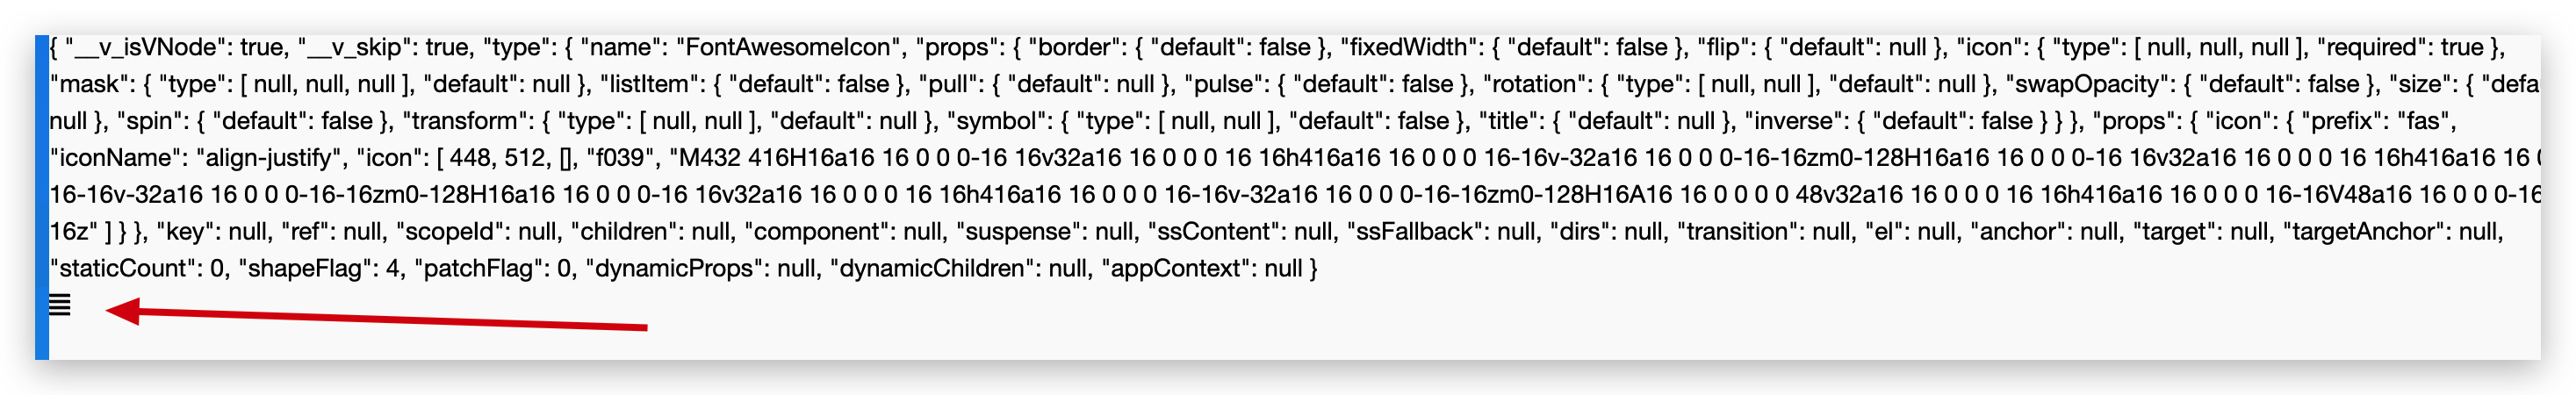 { "__v_isVNode": true, "__v_skip": true, "type": { "name": "FontAwesomeIcon", "props": { "border": { "default": false }, "fixedWidth": { "default": false }, "flip": { "default": null }, "icon": { "type": [ null, null, null ], "required": true },
"mask": { "type": [ null, null, null ], "default": null }, "listItem": { "default": false }, "pull": { "default": null }, "pulse": { "default": false }, "rotation": { "type": [ null, null ], "default": null }, "swapOpacity": { "default": false }, "size": {
null }, "spin": { "default": false }, "transform": { "type": [ null, null ], "default": null }, "symbol": { "type": [ null, null ], "default": false }, "title": { "default": null }, "inverse": { "default": false } } }, "props": { "icon": { "prefix": "fas",
"iconName": "align-justify", "icon": [ 448, 512, [], "f039", "M432 416H16a16 16 0 0 0-16 16v32a16 16 0 0 0 16 16h416a16 16 0 0 0 16-16v-32a16 16 0 0 0-16-16zm0-128H16a16 16 0 0 0-16 16v32a16 16 0 0 0 16 16h416a16 16
16-16v-32a16 16 0 0 0-16-16zm0-128H16a16 16 0 0 0-16 16v32a16 16 0 0 0 16 16h416a16 16 0 0 0 16-16v-32a16 16 0 0 0-16-16zm0-128H16A16 16 0 0 0 0 48v32a16 16 0 0 0 16 16h416a16 16 0 0 0 16-16V48a16 16 0 0 0-16
16z" ] } }, "key": null, "ref": null, "scopeId": null, "children": null, "component": null, "suspense": null, "ssContent": null, "ssFallback": null, "dirs": null, "transition": null, "el": null, "anchor": null, "target": null, "targetAnchor": null,
"staticCount": 0, "shapeFlag": 4, "patchFlag": 0, "dynamicProps": null, "dynamicChildren": null, "appContext": null }